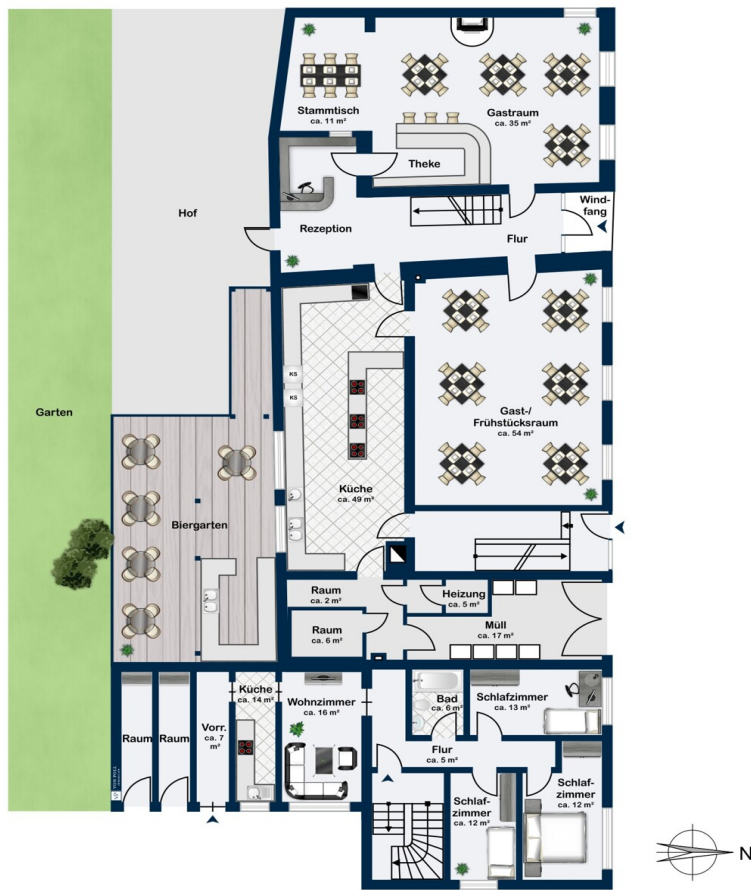 Stammtisch
ca. 11 m²
Gastraum
ca. 35 m²
Theke
Wind-
fang
Hof
Rezeption
Flur
Garten
KS
KS
Gast-/
Frühstücksraum
ca. 54 m²
Küche
ca. 49 m²
Biergarten
Raum
ca. 2 m²
Heizung
ca. 5 m²
Raum
ca. 6 m²
Müll
ca. 17 m²
Küche
ca. 14 m²
Wohnzimmer
ca. 16 m²
Bad
ca. 6 m²
Schlafzimmer
ca. 13 m²
Raum
Raum
Vorr.
ca. 7
m²
Flur
ca. 5 m²
Schlaf-
zimmer
ca. 12 m²
Schlaf-
zimmer
ca. 12 m²
VP VON POLL
N